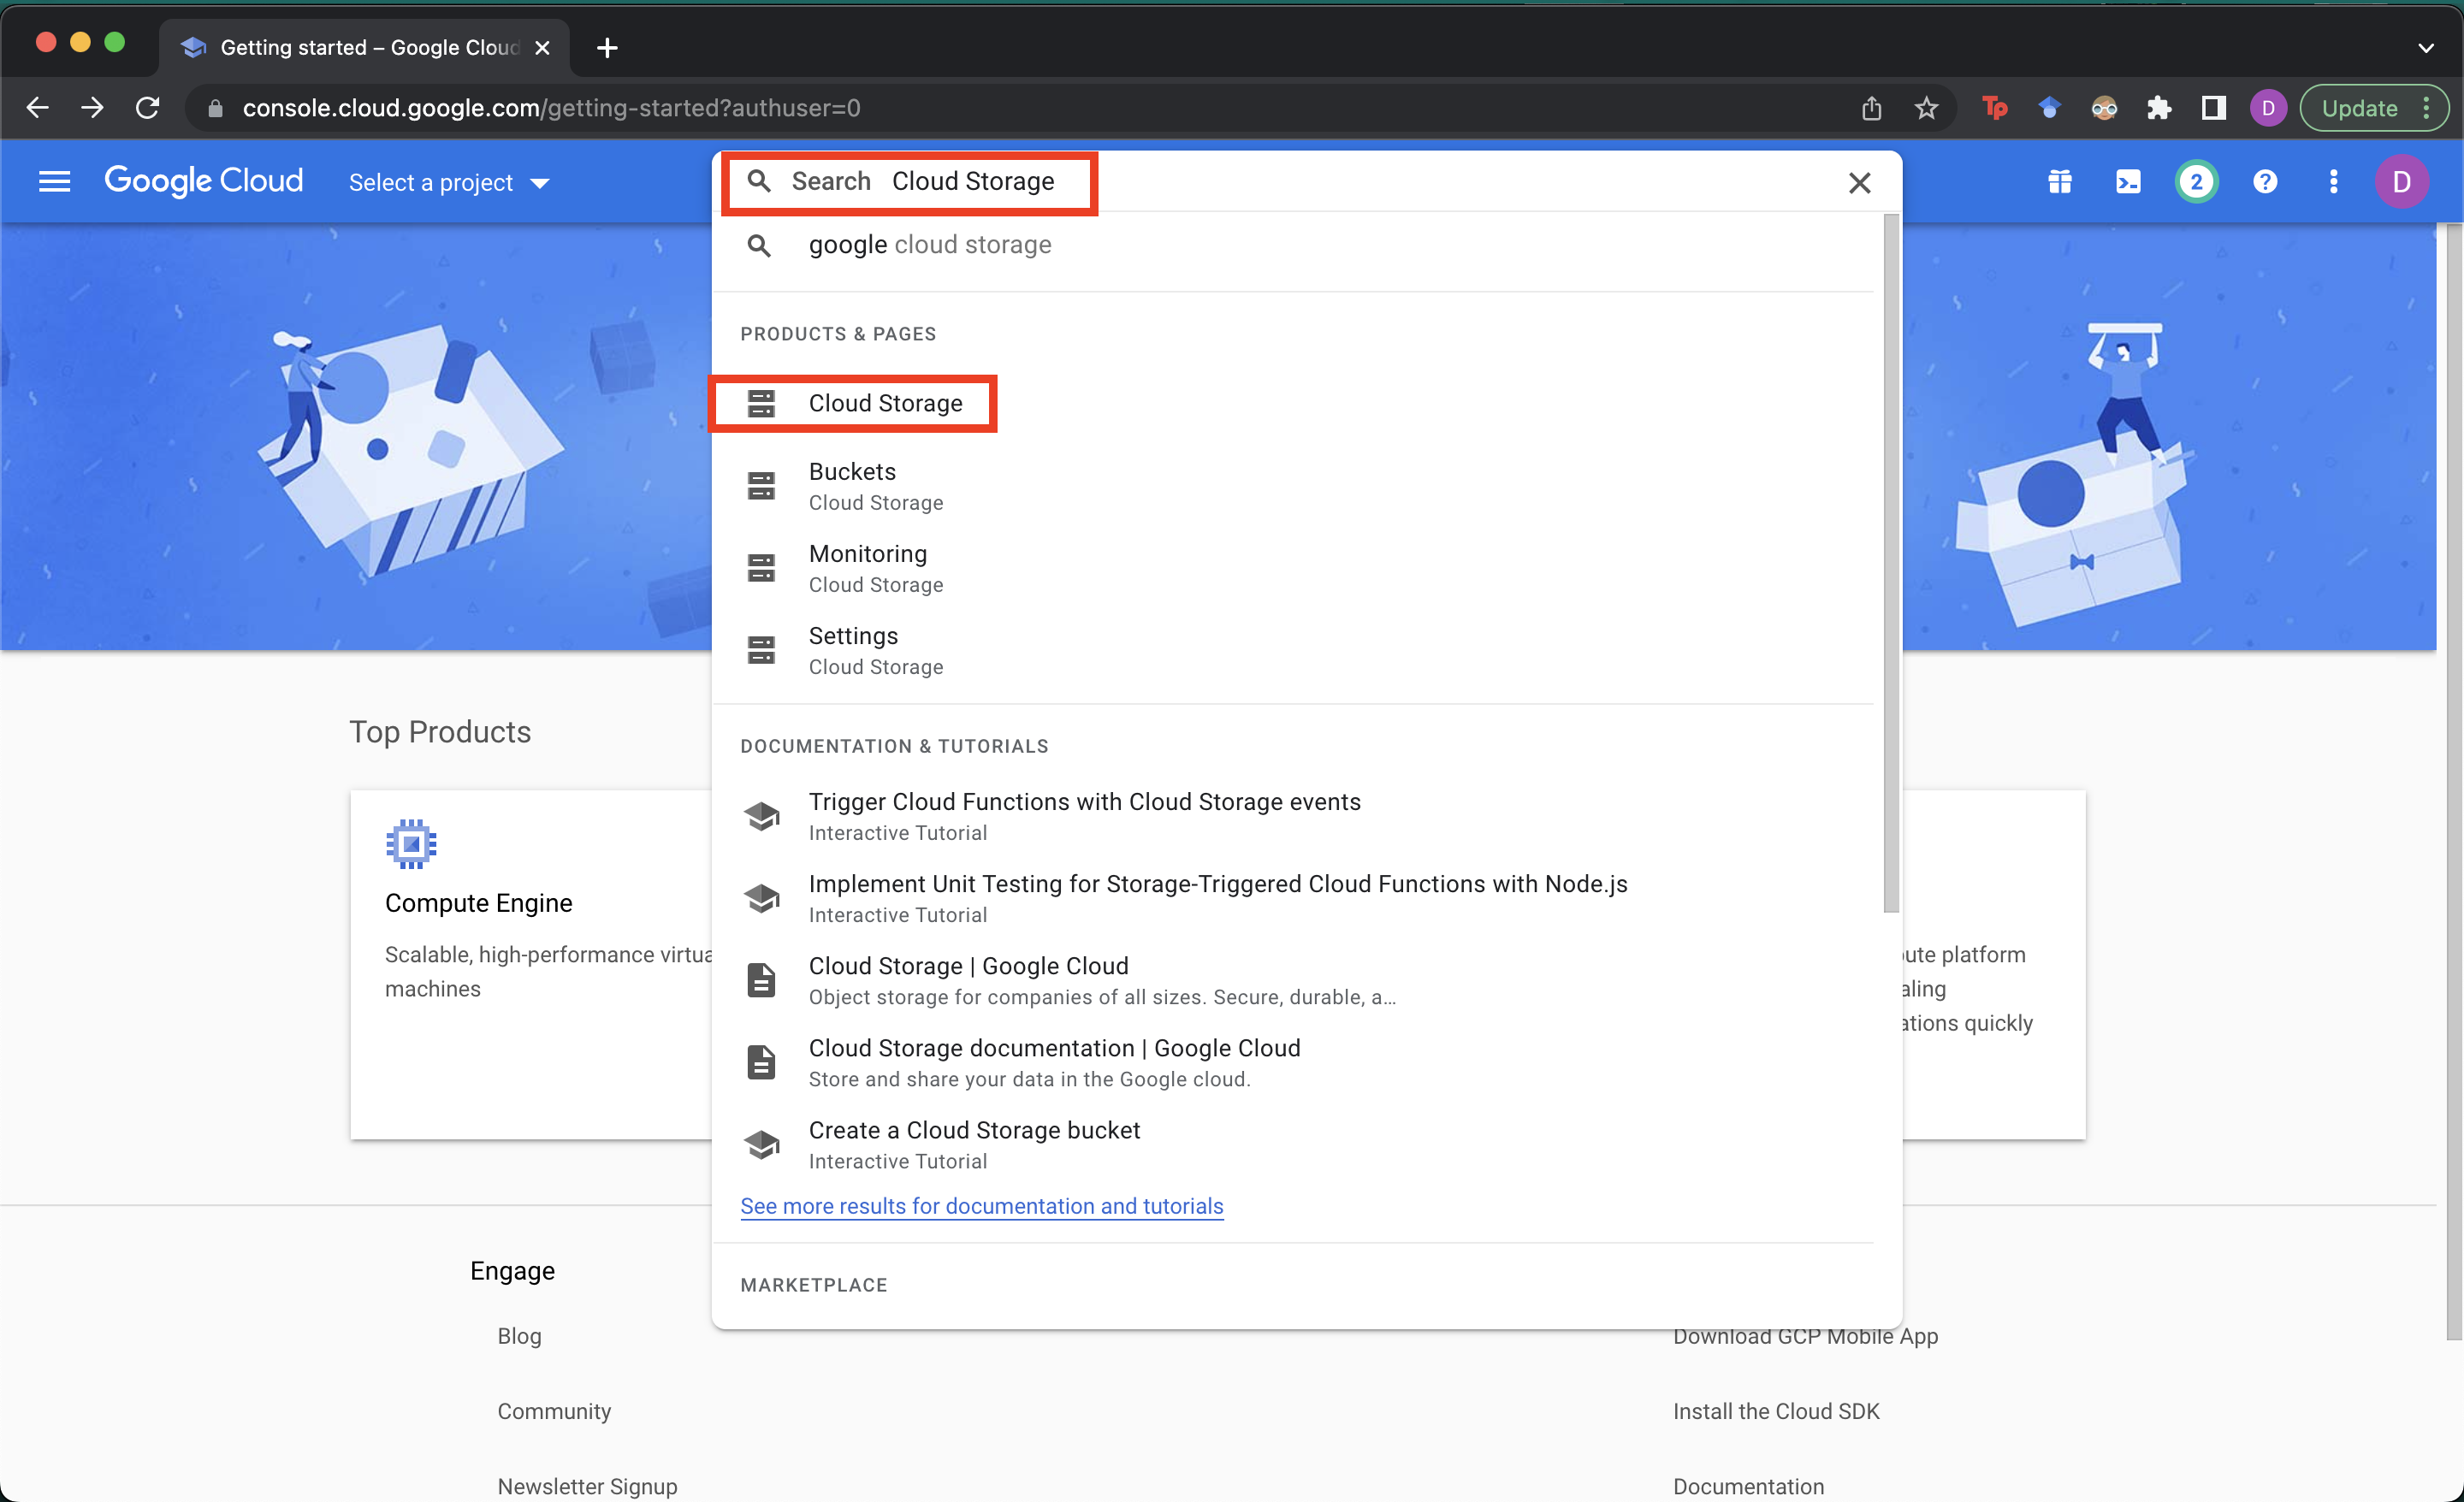 Getting started – Google Cloud
console.cloud.google.com/getting-started?authuser=0
Tp
D
Update
Google Cloud
Select a project
Search Cloud Storage
2
?
D
google cloud storage
PRODUCTS & PAGES
Cloud Storage
Buckets
Cloud Storage
Monitoring
Cloud Storage
Settings
Cloud Storage
DOCUMENTATION & TUTORIALS
Trigger Cloud Functions with Cloud Storage events
Interactive Tutorial
Implement Unit Testing for Storage-Triggered Cloud Functions with Node.js
Interactive Tutorial
Cloud Storage | Google Cloud
Object storage for companies of all sizes. Secure, durable, a...
Cloud Storage documentation | Google Cloud
Store and share your data in the Google cloud.
Create a Cloud Storage bucket
Interactive Tutorial
See more results for documentation and tutorials
MARKETPLACE
Top Products
Compute Engine
Scalable, high-performance virtua
machines
ute platform
aling
ations quickly
Engage
Blog
Community
Newsletter Signup
Download GCP Mobile App
Install the Cloud SDK
Documentation